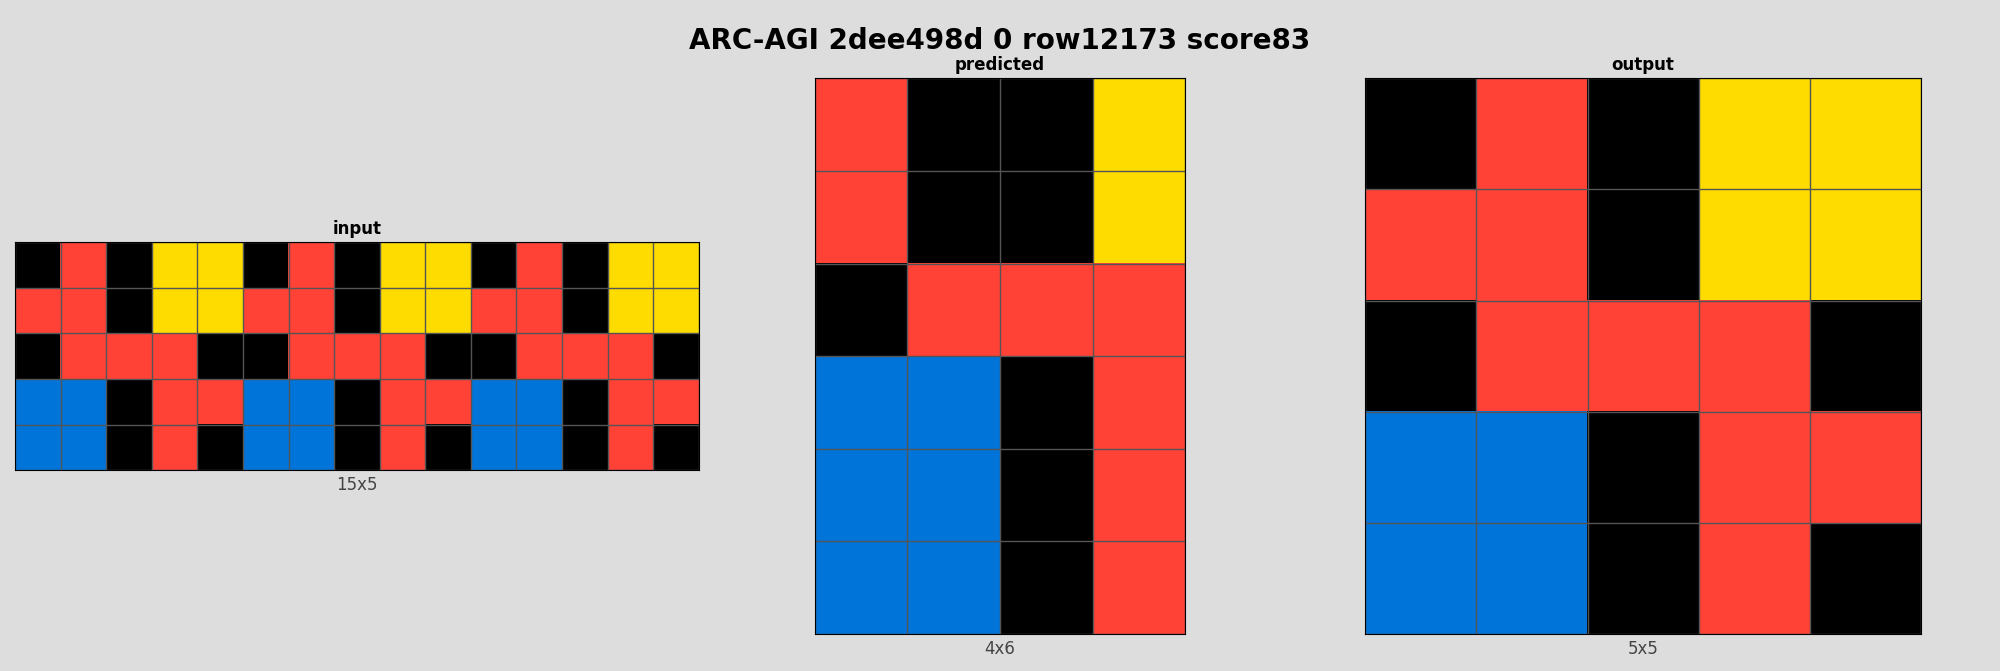 ARC-AGI 2dee498d 0 row12173 score83
predicted
output
input
15x5
4x6
5x5